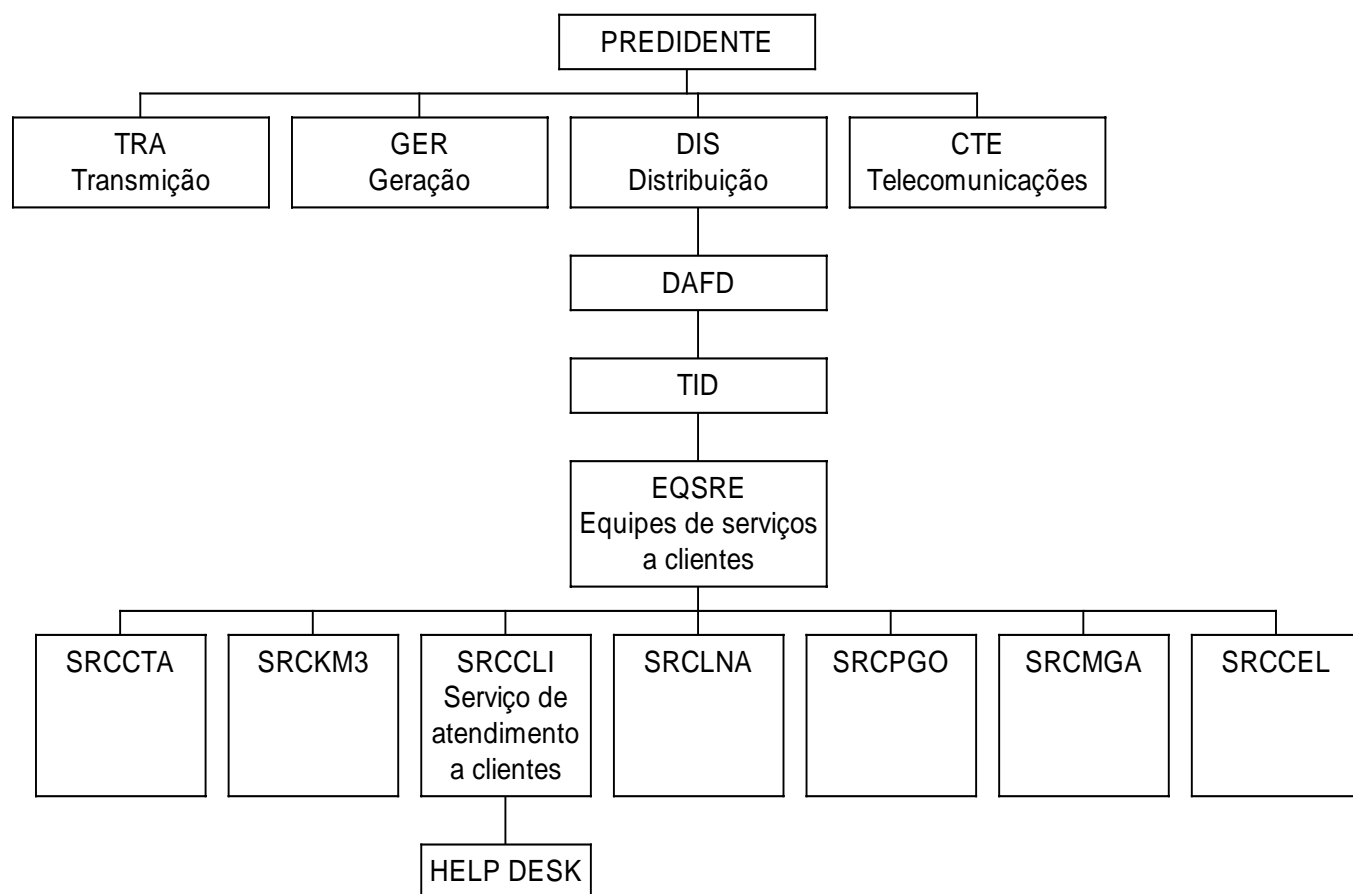 PREDIDENTE
TRA
Transmição
GER
Geração
DIS
Distribuição
CTE
Telecomunicações
DAFD
TID
EQSRE
Equipes de serviços
a clientes
SRCCTA
SRCKM3
SRCCLI
Serviço de
atendimento
a clientes
SRCLNA
SRCPGO
SRCMGA
SRCCEL
HELP DESK